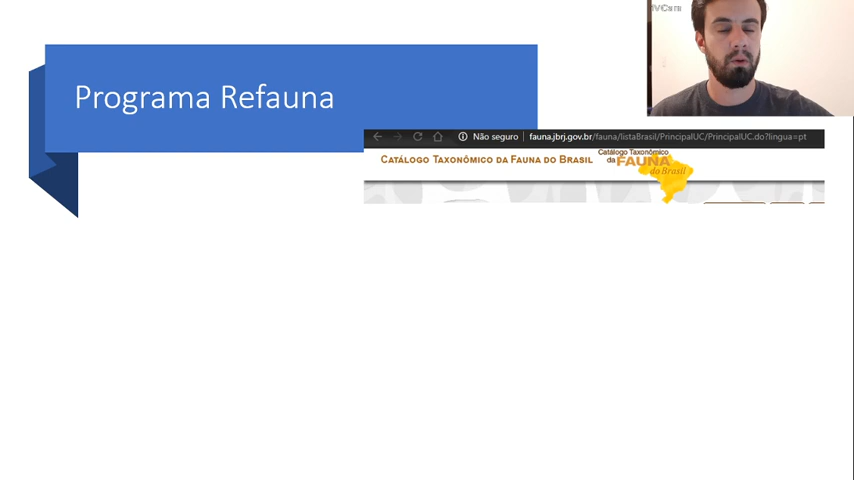 Programa Refauna
Não seguro | fauna.jbrj.gov.br/fauna/listaBrasil/PrincipalUC/PrincipalUC.do?lingua=pt
CATÁLOGO TAXONÔMICO DA FAUNA DO BRASIL
Catálogo Taxonômico
da FAUNA
do Brasil